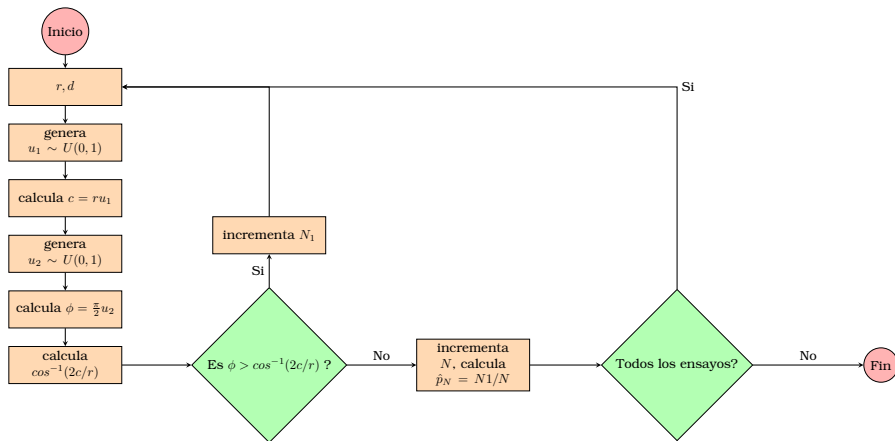 Inicio
r, d
genera
u₁ ∼ U(0, 1)
calcula c = ru₁
genera
u₂ ∼ U(0, 1)
calcula ϕ = π/2 u₂
calcula
cos⁻¹(2c/r)
Es ϕ > cos⁻¹(2c/r) ?
Si
incrementa N₁
No
incrementa
N, calcula
p̂_N = N1/N
Todos los ensayos?
Si
No
Fin